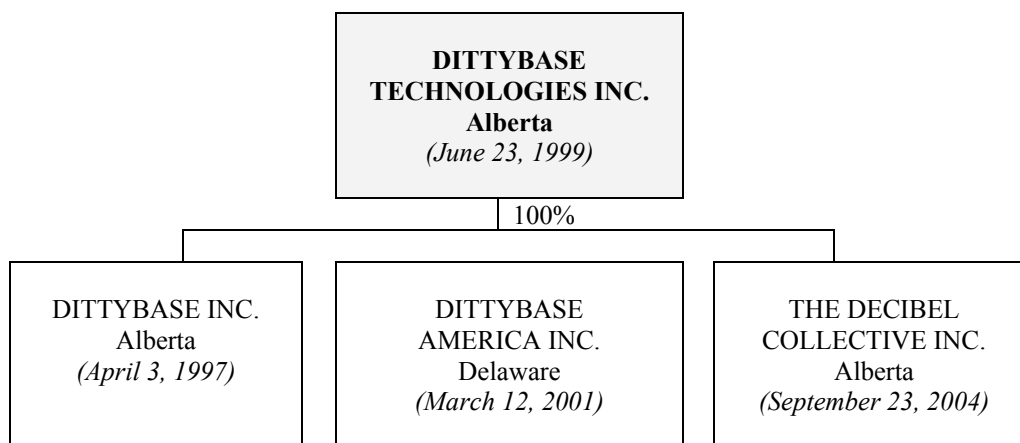 DITTYBASE
TECHNOLOGIES INC.
Alberta
(June 23, 1999)
100%
DITTYBASE INC.
Alberta
(April 3, 1997)
DITTYBASE
AMERICA INC.
Delaware
(March 12, 2001)
THE DECIBEL
COLLECTIVE INC.
Alberta
(September 23, 2004)